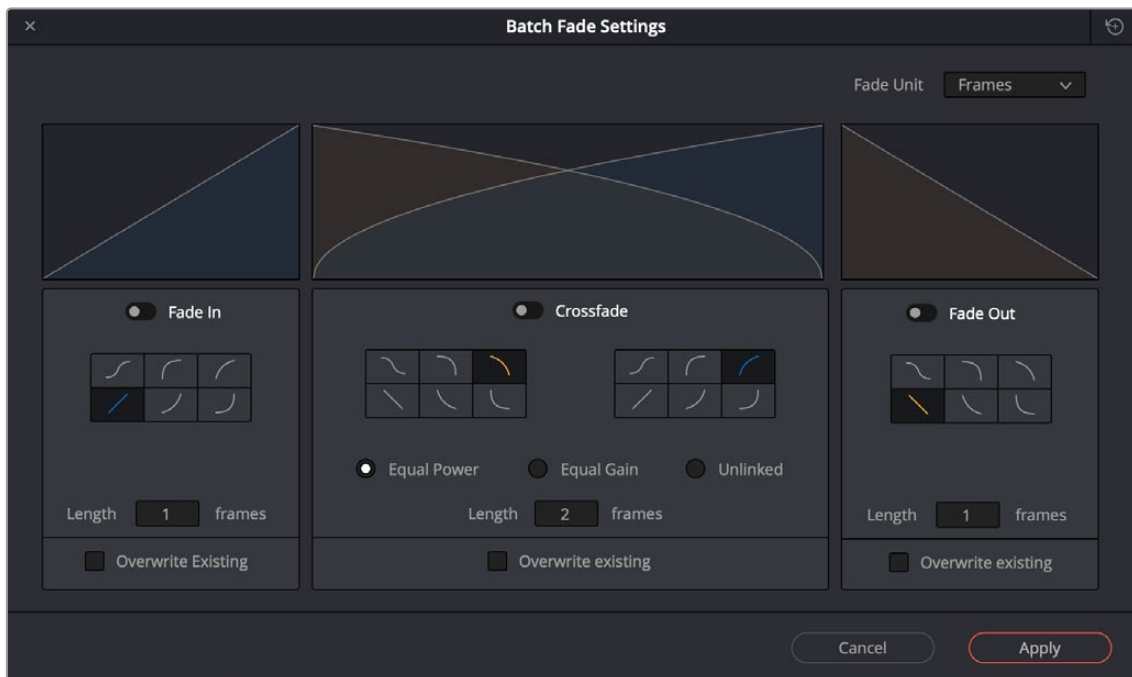 Batch Fade Settings
Fade Unit Frames
Fade In
Crossfade
Fade Out
Equal Power Equal Gain Unlinked
Length 1 frames
Length 2 frames
Length 1 frames
Overwrite Existing
Overwrite existing
Overwrite existing
Cancel Apply